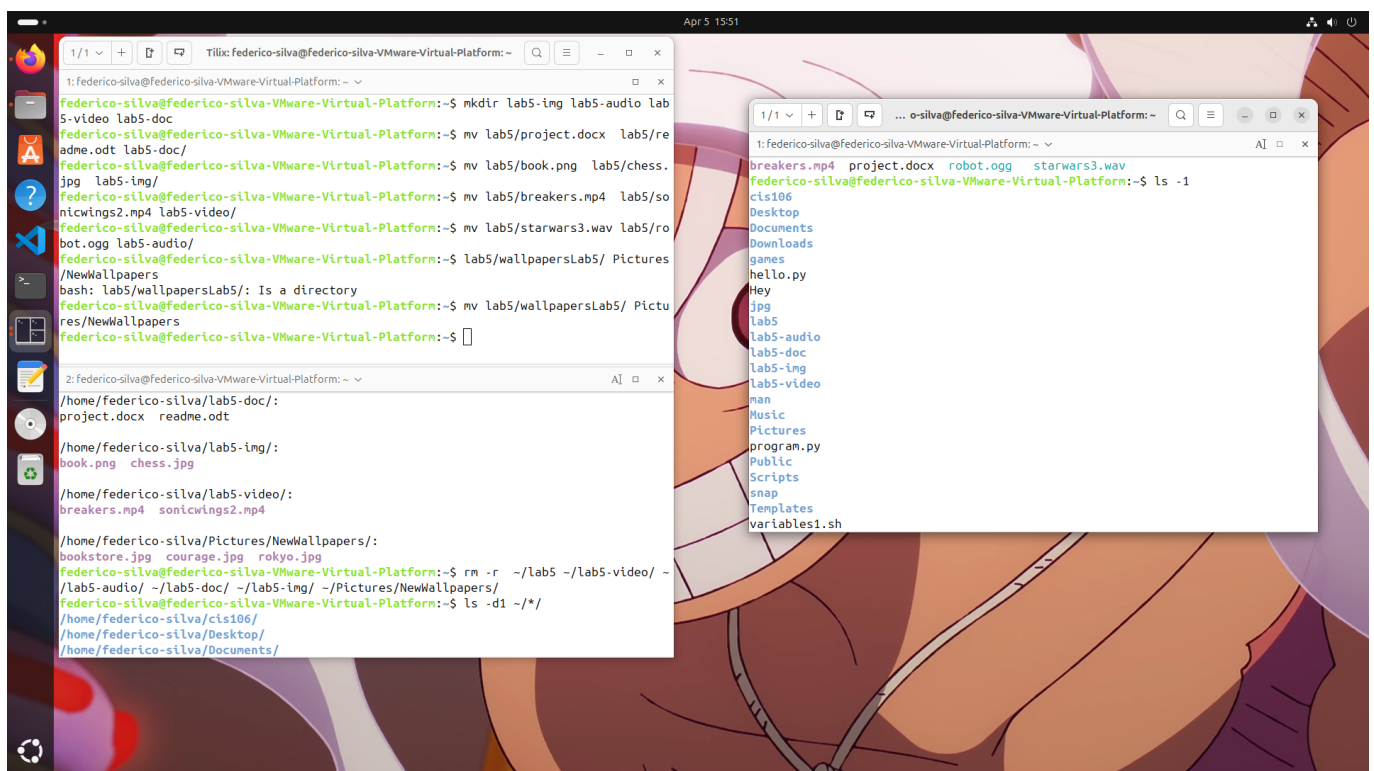 Apr 5 15:51
1/1
Tilix: federico-silva@federico-silva-VMware-Virtual-Platform: ~
1: federico-silva@federico-silva-VMware-Virtual-Platform: ~
federico-silva@federico-silva-VMware-Virtual-Platform:~$ mkdir lab5-img lab5-audio lab
5-video lab5-doc
federico-silva@federico-silva-VMware-Virtual-Platform:~$ mv lab5/project.docx  lab5/re
adme.odt lab5-doc/
federico-silva@federico-silva-VMware-Virtual-Platform:~$ mv lab5/book.png  lab5/chess.
jpg  lab5-img/
federico-silva@federico-silva-VMware-Virtual-Platform:~$ mv lab5/breakers.mp4  lab5/so
nicwings2.mp4 lab5-video/
federico-silva@federico-silva-VMware-Virtual-Platform:~$ mv lab5/starwars3.wav lab5/ro
bot.ogg lab5-audio/
federico-silva@federico-silva-VMware-Virtual-Platform:~$ lab5/wallpapersLab5/ Pictures
/NewWallpapers
bash: lab5/wallpapersLab5/: Is a directory
federico-silva@federico-silva-VMware-Virtual-Platform:~$ mv lab5/wallpapersLab5/ Pictu
res/NewWallpapers
federico-silva@federico-silva-VMware-Virtual-Platform:~$
2: federico-silva@federico-silva-VMware-Virtual-Platform: ~
/home/federico-silva/lab5-doc/:
project.docx  readme.odt
/home/federico-silva/lab5-img/:
book.png  chess.jpg
/home/federico-silva/lab5-video/:
breakers.mp4  sonicwings2.mp4
/home/federico-silva/Pictures/NewWallpapers/:
bookstore.jpg  courage.jpg  rokyo.jpg
federico-silva@federico-silva-VMware-Virtual-Platform:~$ rm -r  ~/lab5 ~/lab5-video/ ~
/lab5-audio/ ~/lab5-doc/ ~/lab5-img/ ~/Pictures/NewWallpapers/
federico-silva@federico-silva-VMware-Virtual-Platform:~$ ls -d1 ~/*/
/home/federico-silva/cis106/
/home/federico-silva/Desktop/
/home/federico-silva/Documents/
1/1
... o-silva@federico-silva-VMware-Virtual-Platform: ~
1: federico-silva@federico-silva-VMware-Virtual-Platform: ~
breakers.mp4  project.docx  robot.ogg   starwars3.wav
federico-silva@federico-silva-VMware-Virtual-Platform:~$ ls -1
cis106
Desktop
Documents
Downloads
games
hello.py
Hey
jpg
lab5
lab5-audio
lab5-doc
lab5-img
lab5-video
man
Music
Pictures
program.py
Public
Scripts
snap
Templates
variables1.sh